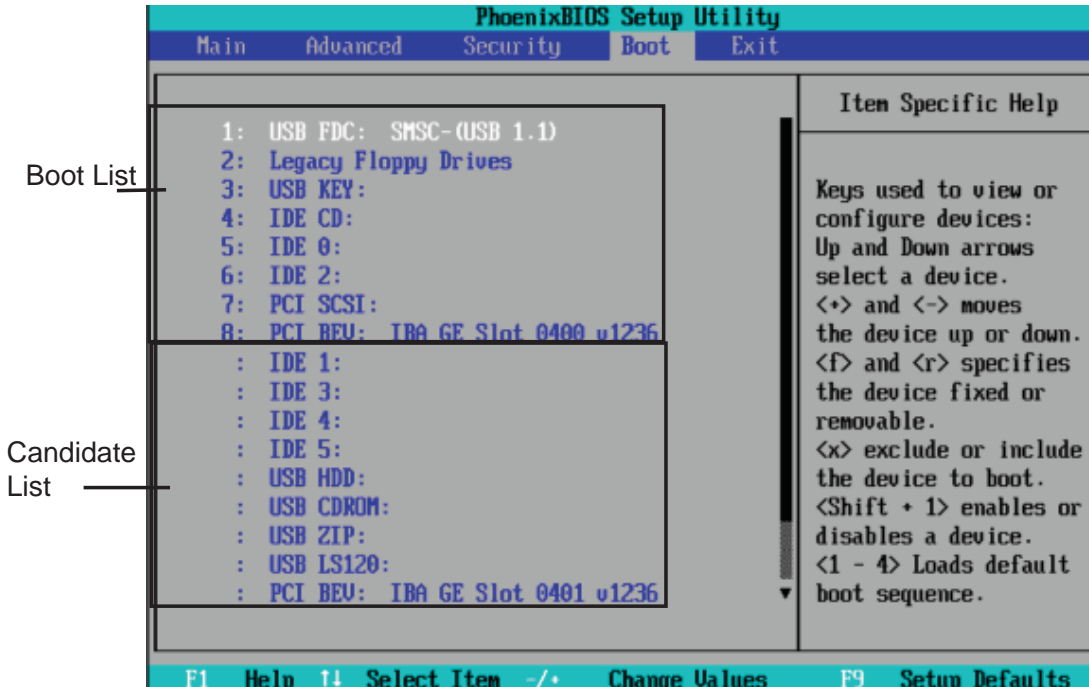 PhoenixBIOS Setup Utility
Main Advanced Security Boot Exit
Boot List
1: USB FDC: SMSC-(USB 1.1)
2: Legacy Floppy Drives
3: USB KEY:
4: IDE CD:
5: IDE 0:
6: IDE 2:
7: PCI SCSI:
8: PCI BEV: IBA GE Slot 0400 v1236
Candidate
List
: IDE 1:
: IDE 3:
: IDE 4:
: IDE 5:
: USB HDD:
: USB CDROM:
: USB ZIP:
: USB LS120:
: PCI BEV: IBA GE Slot 0401 v1236
Item Specific Help
Keys used to view or
configure devices:
Up and Down arrows
select a device.
<+> and <-> moves
the device up or down.
<f> and <r> specifies
the device fixed or
removable.
<x> exclude or include
the device to boot.
<Shift + 1> enables or
disables a device.
<1 - 4> Loads default
boot sequence.
F1 Help ↑↓ Select Item -/+ Change Values F9 Setup Defaults